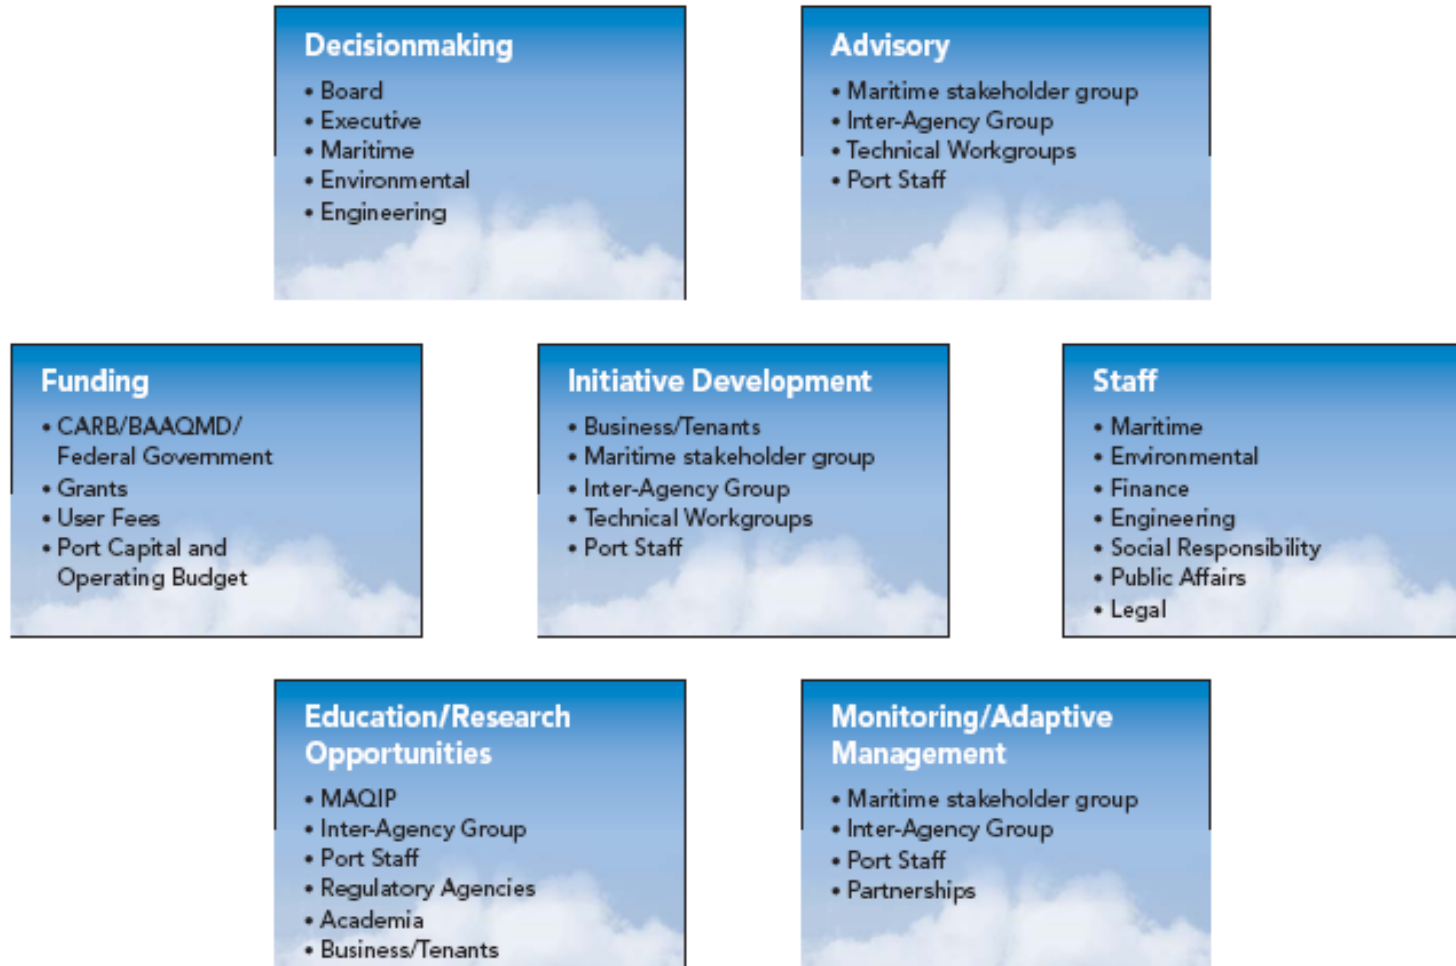 Decisionmaking
• Board
• Executive
• Maritime
• Environmental
• Engineering
Advisory
• Maritime stakeholder group
• Inter-Agency Group
• Technical Workgroups
• Port Staff
Funding
• CARB/BAAQMD/
Federal Government
• Grants
• User Fees
• Port Capital and
Operating Budget
Initiative Development
• Business/Tenants
• Maritime stakeholder group
• Inter-Agency Group
• Technical Workgroups
• Port Staff
Staff
• Maritime
• Environmental
• Finance
• Engineering
• Social Responsibility
• Public Affairs
• Legal
Education/Research
Opportunities
• MAQIP
• Inter-Agency Group
• Port Staff
• Regulatory Agencies
• Academia
• Business/Tenants
Monitoring/Adaptive
Management
• Maritime stakeholder group
• Inter-Agency Group
• Port Staff
• Partnerships